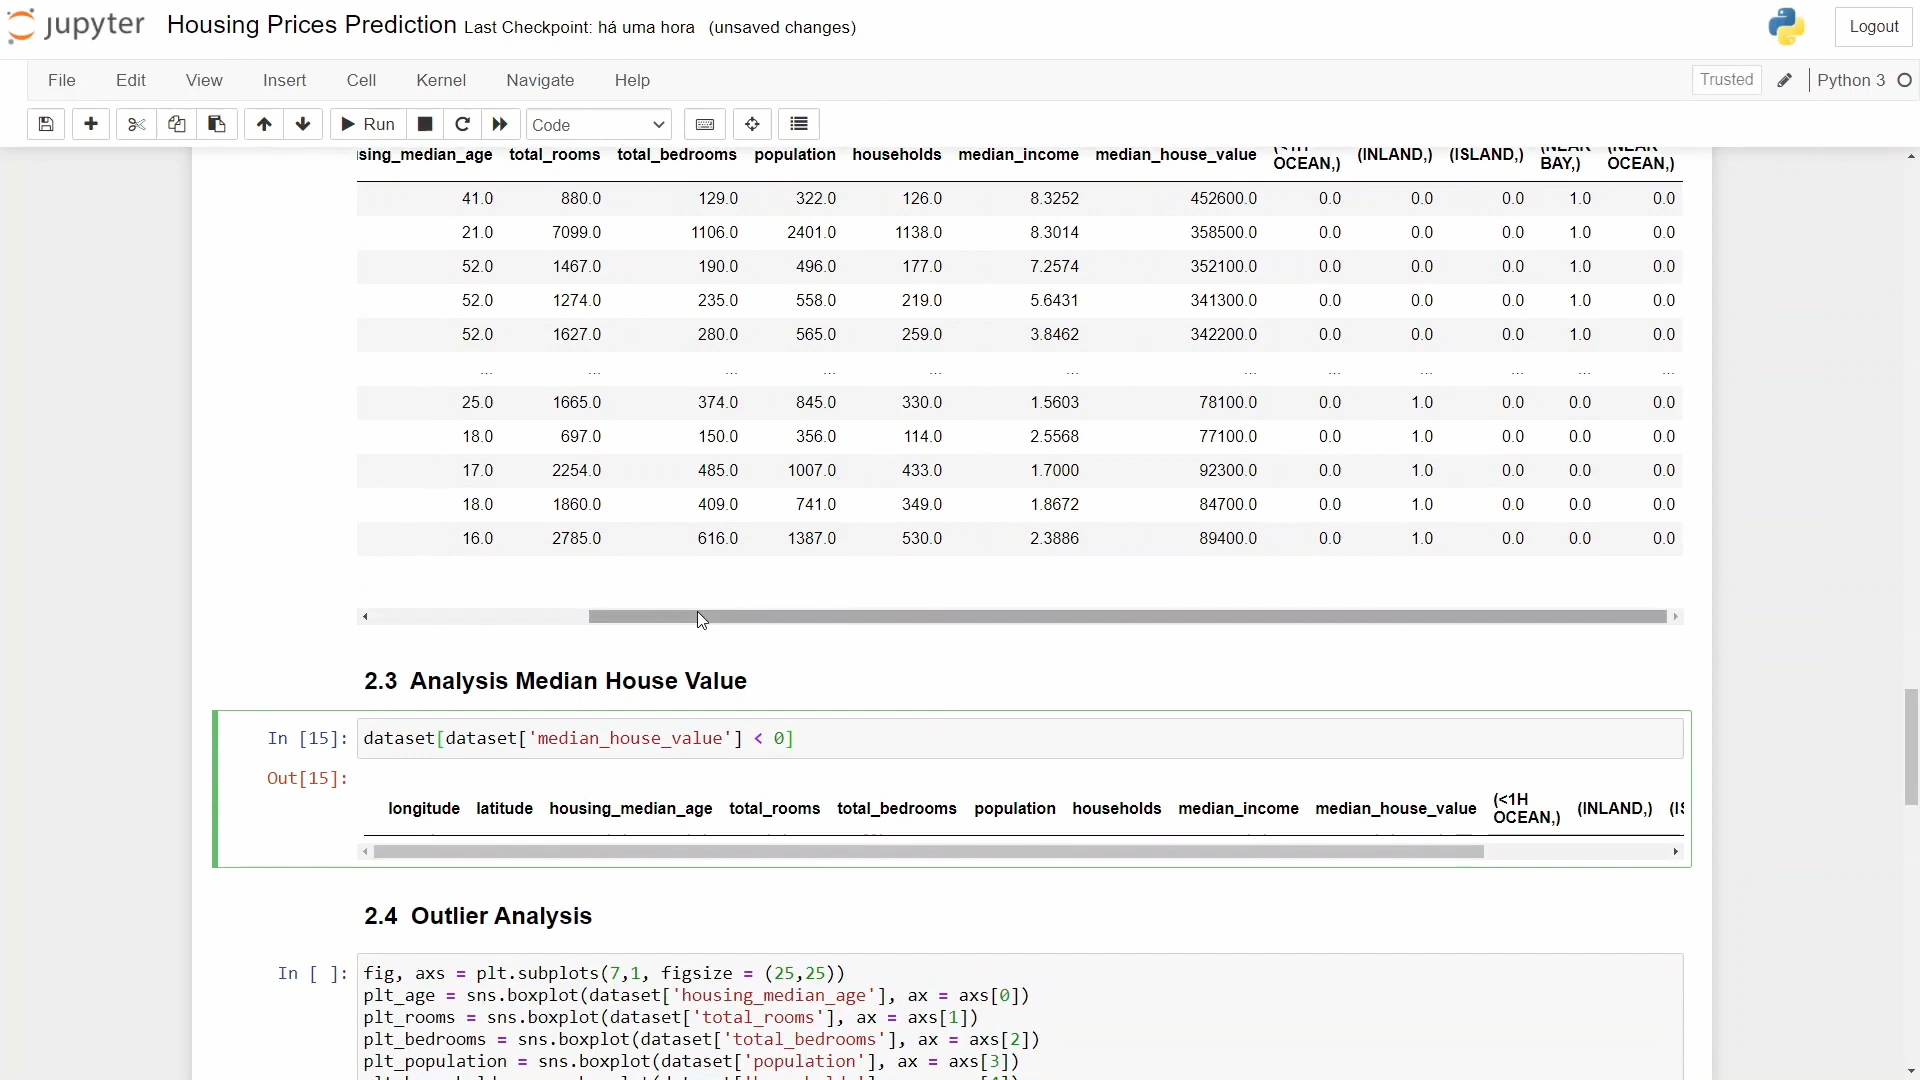 jupyter Housing Prices Prediction Last Checkpoint: há uma hora (unsaved changes) Logout
File Edit View Insert Cell Kernel Navigate Help Trusted Python 3
Run Code
sing_median_age total_rooms total_bedrooms population households median_income median_house_value (<1H OCEAN,) (INLAND,) (ISLAND,) (NEAR BAY,) (NEAR OCEAN,)
41.0 880.0 129.0 322.0 126.0 8.3252 452600.0 0.0 0.0 0.0 1.0 0.0
21.0 7099.0 1106.0 2401.0 1138.0 8.3014 358500.0 0.0 0.0 0.0 1.0 0.0
52.0 1467.0 190.0 496.0 177.0 7.2574 352100.0 0.0 0.0 0.0 1.0 0.0
52.0 1274.0 235.0 558.0 219.0 5.6431 341300.0 0.0 0.0 0.0 1.0 0.0
52.0 1627.0 280.0 565.0 259.0 3.8462 342200.0 0.0 0.0 0.0 1.0 0.0
... ... ... ... ... ... ... ... ... ... ... ...
25.0 1665.0 374.0 845.0 330.0 1.5603 78100.0 0.0 1.0 0.0 0.0 0.0
18.0 697.0 150.0 356.0 114.0 2.5568 77100.0 0.0 1.0 0.0 0.0 0.0
17.0 2254.0 485.0 1007.0 433.0 1.7000 92300.0 0.0 1.0 0.0 0.0 0.0
18.0 1860.0 409.0 741.0 349.0 1.8672 84700.0 0.0 1.0 0.0 0.0 0.0
16.0 2785.0 616.0 1387.0 530.0 2.3886 89400.0 0.0 1.0 0.0 0.0 0.0
2.3 Analysis Median House Value
In [15]: dataset[dataset['median_house_value'] < 0]
Out[15]:
longitude latitude housing_median_age total_rooms total_bedrooms population households median_income median_house_value (<1H OCEAN,) (INLAND,) (IS
2.4 Outlier Analysis
In [ ]: fig, axs = plt.subplots(7,1, figsize = (25,25))
plt_age = sns.boxplot(dataset['housing_median_age'], ax = axs[0])
plt_rooms = sns.boxplot(dataset['total_rooms'], ax = axs[1])
plt_bedrooms = sns.boxplot(dataset['total_bedrooms'], ax = axs[2])
plt_population = sns.boxplot(dataset['population'], ax = axs[3])